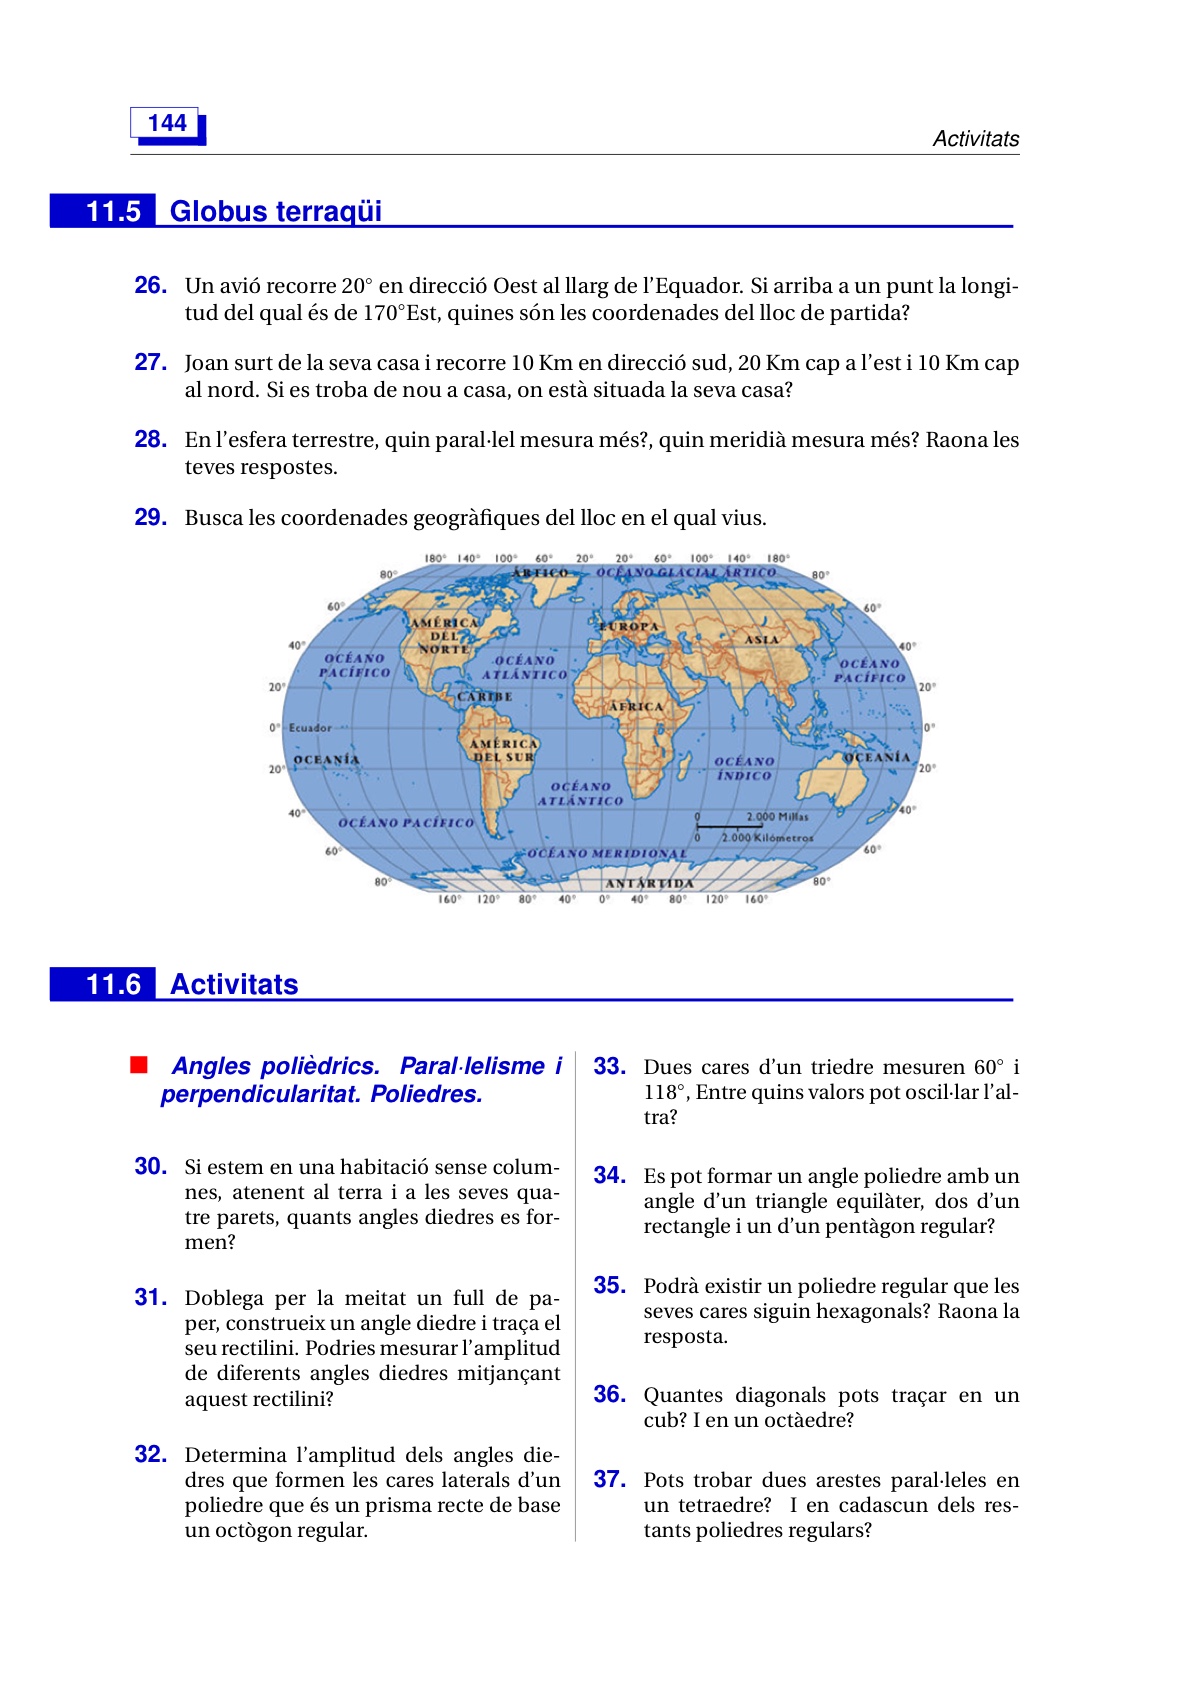 144
Activitats
11.5 Globus terraqüi
26. Un avió recorre 20° en direcció Oest al llarg de l’Equador. Si arriba a un punt la longi-
tud del qual és de 170°Est, quines són les coordenades del lloc de partida?
27. Joan surt de la seva casa i recorre 10 Km en direcció sud, 20 Km cap a l’est i 10 Km cap
al nord. Si es troba de nou a casa, on està situada la seva casa?
28. En l’esfera terrestre, quin paral·lel mesura més?, quin meridià mesura més? Raona les
teves respostes.
29. Busca les coordenades geogràfiques del lloc en el qual vius.
180° 140° 100° 60° 20° 20° 60° 100° 140° 180°
80° ÁRTICO OCÉANO GLACIAL ÁRTICO 80°
60° 60°
AMÉRICA
DEL
NORTE
EUROPA
ASIA
40° 40°
OCÉANO
PACÍFICO
OCÉANO
ATLÁNTICO
OCÉANO
PACÍFICO
20° 20°
CARIBE
ÁFRICA
0° Ecuador 0°
AMÉRICA
DEL SUR
OCEANÍA
OCÉANO
ÍNDICO
OCEANÍA
20° 20°
OCÉANO
ATLÁNTICO
40° 40°
OCÉANO PACÍFICO
0 2.000 Millas
0 2.000 Kilómetros
60° 60°
OCÉANO MERIDIONAL
80° ANTÁRTIDA 80°
160° 120° 80° 40° 0° 40° 80° 120° 160°
11.6 Activitats
Angles polièdrics. Paral·lelisme i
perpendicularitat. Poliedres.
30. Si estem en una habitació sense colum-
nes, atenent al terra i a les seves qua-
tre parets, quants angles diedres es for-
men?
31. Doblega per la meitat un full de pa-
per, construeix un angle diedre i traça el
seu rectilini. Podries mesurar l’amplitud
de diferents angles diedres mitjançant
aquest rectilini?
32. Determina l’amplitud dels angles die-
dres que formen les cares laterals d’un
poliedre que és un prisma recte de base
un octògon regular.
33. Dues cares d’un triedre mesuren 60° i
118°, Entre quins valors pot oscil·lar l’al-
tra?
34. Es pot formar un angle poliedre amb un
angle d’un triangle equilàter, dos d’un
rectangle i un d’un pentàgon regular?
35. Podrà existir un poliedre regular que les
seves cares siguin hexagonals? Raona la
resposta.
36. Quantes diagonals pots traçar en un
cub? I en un octàedre?
37. Pots trobar dues arestes paral·leles en
un tetraedre? I en cadascun dels res-
tants poliedres regulars?